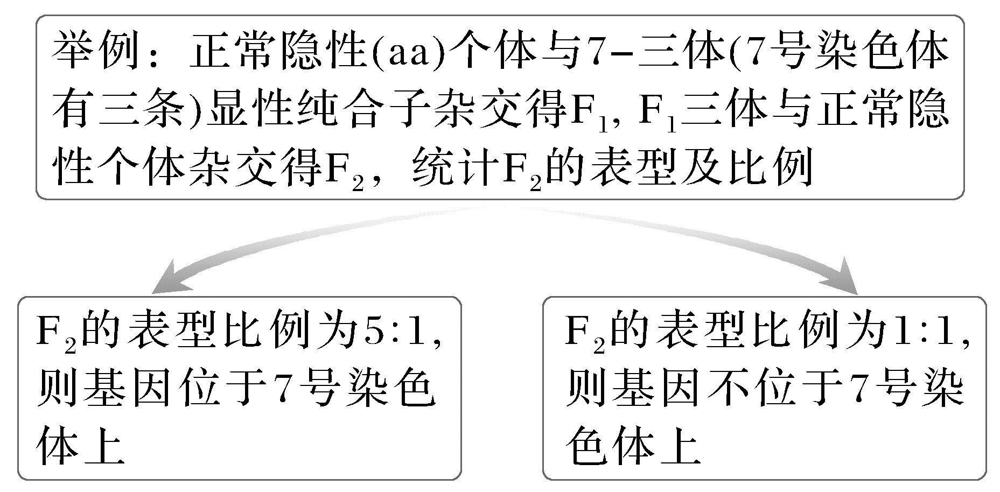 举例：正常隐性(aa)个体与7-三体(7号染色体
有三条)显性纯合子杂交得F₁, F₁三体与正常隐
性个体杂交得F₂，统计F₂的表型及比例
F₂的表型比例为5:1,
则基因位于7号染色
体上
F₂的表型比例为1:1,
则基因不位于7号染
色体上